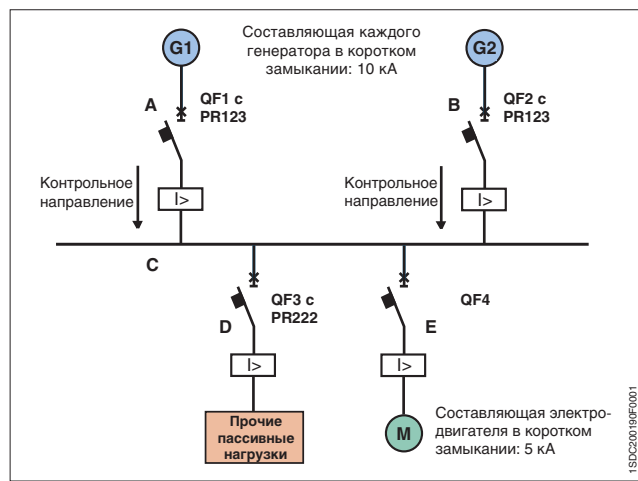 Составляющая каждого
генератора в коротком
замыкании: 10 кА
G1
G2
A
QF1 с
PR123
B
QF2 с
PR123
Контрольное
направление
I>
Контрольное
направление
I>
C
D
QF3 с
PR222
QF4
E
I>
I>
Прочие
пассивные
нагрузки
M
Составляющая электро-
двигателя в коротком
замыкании: 5 кА
1SDC200190F0001